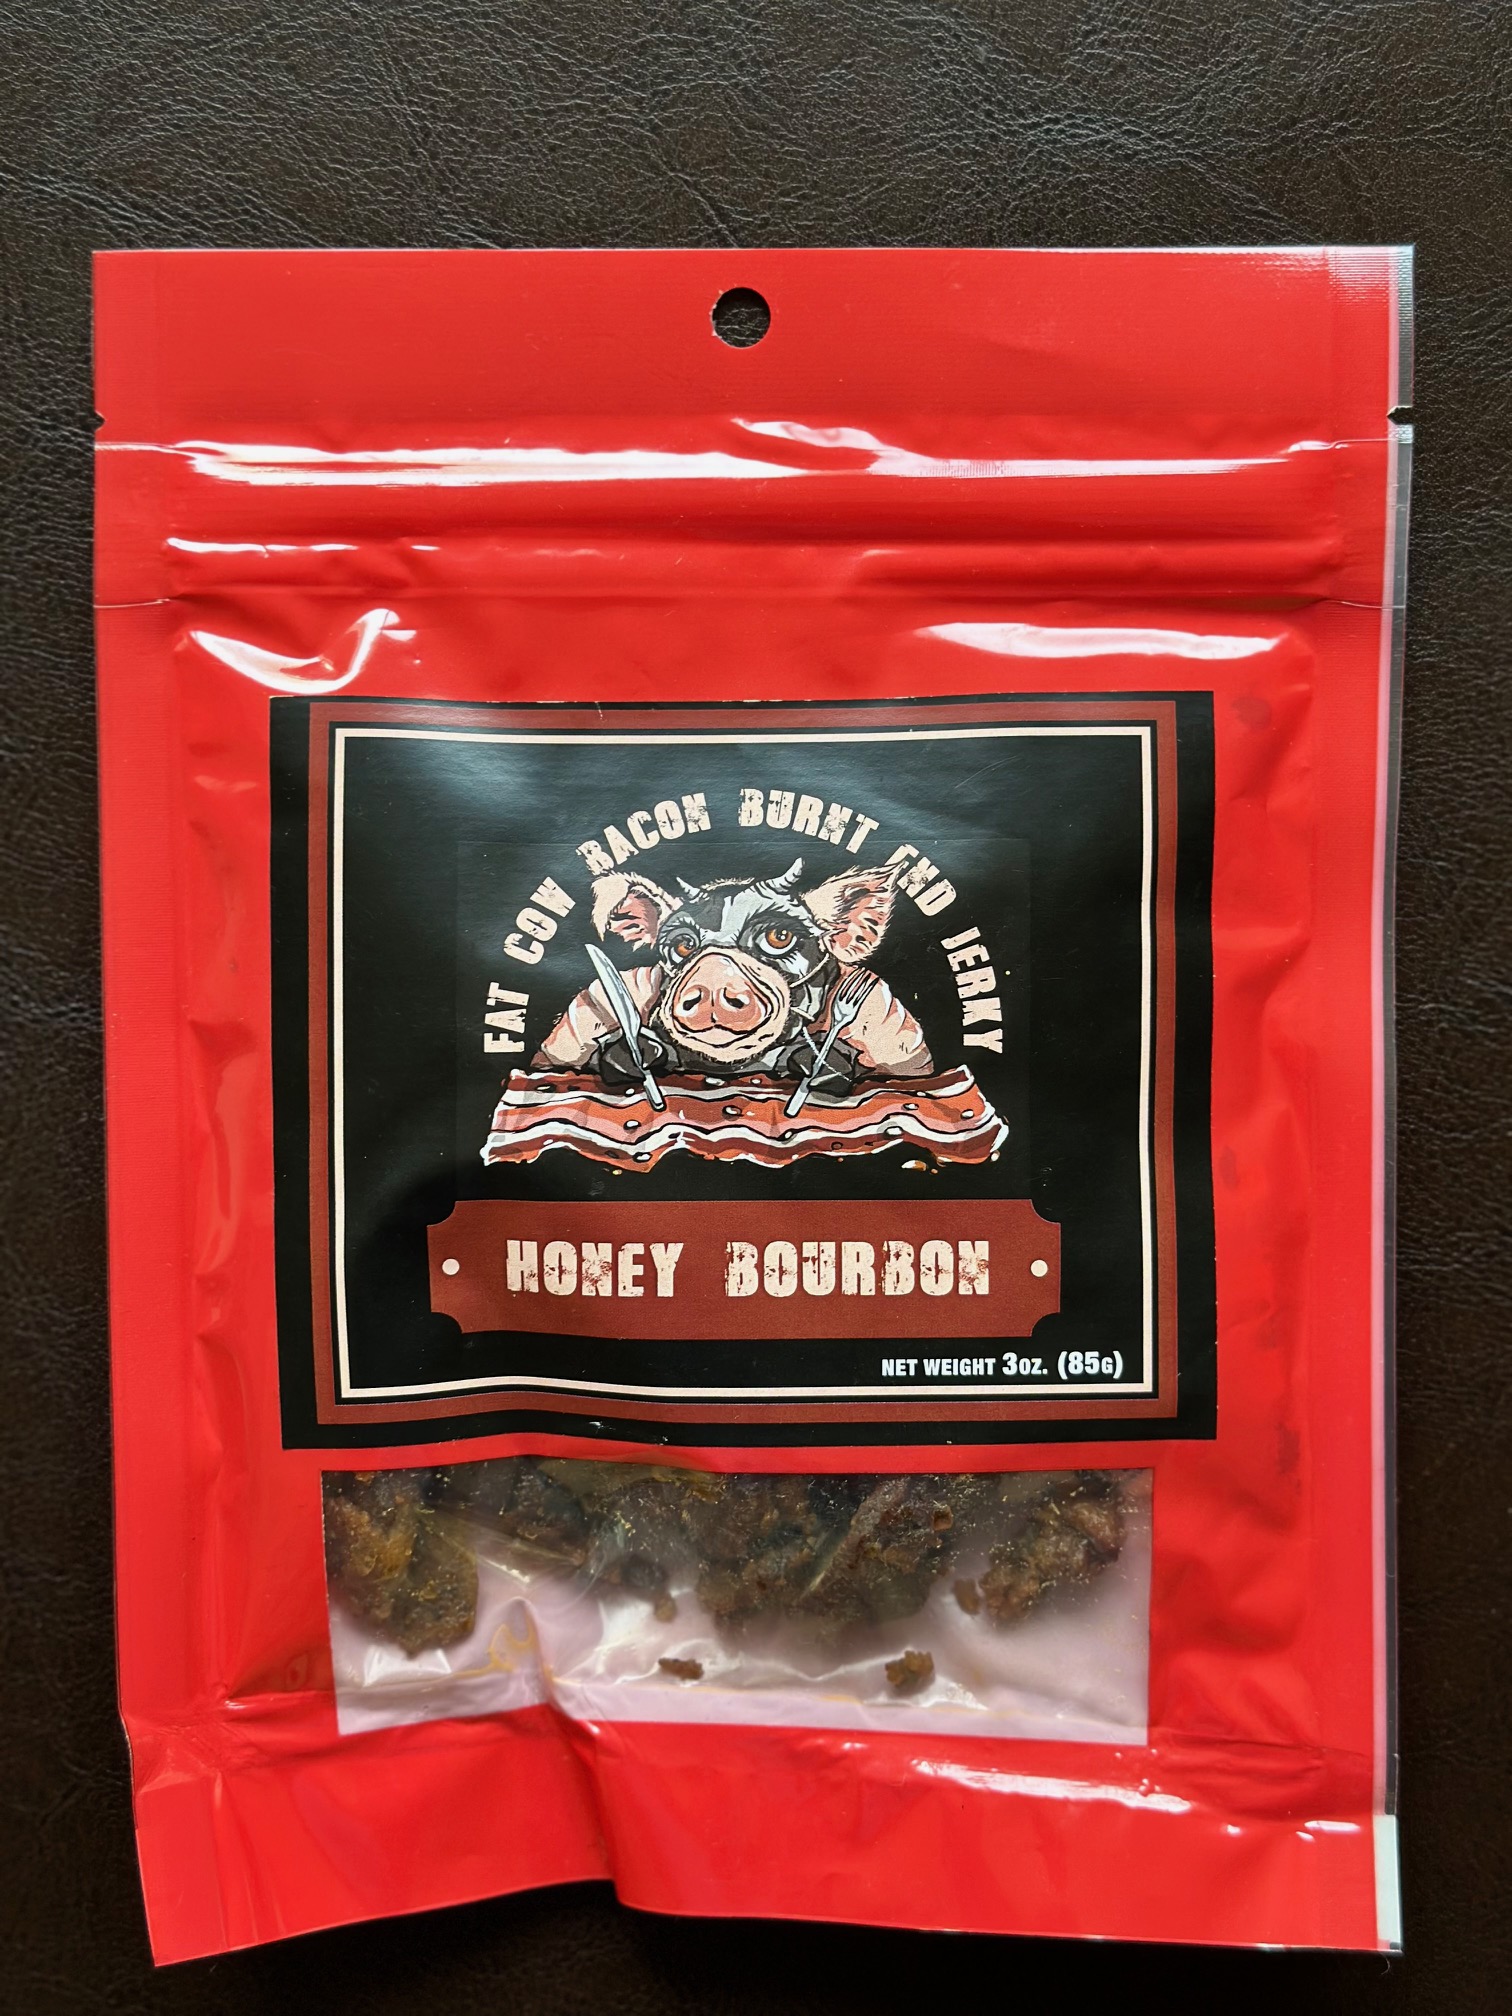 FAT COW BACON BURNT END JERKY
HONEY BOURBON
NET WEIGHT 3OZ. (85G)